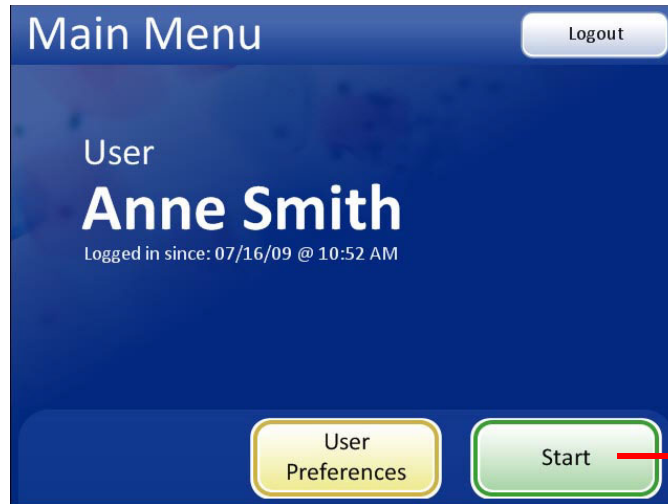 Main Menu
Logout
User
Anne Smith
Logged in since: 07/16/09 @ 10:52 AM
User
Preferences
Start